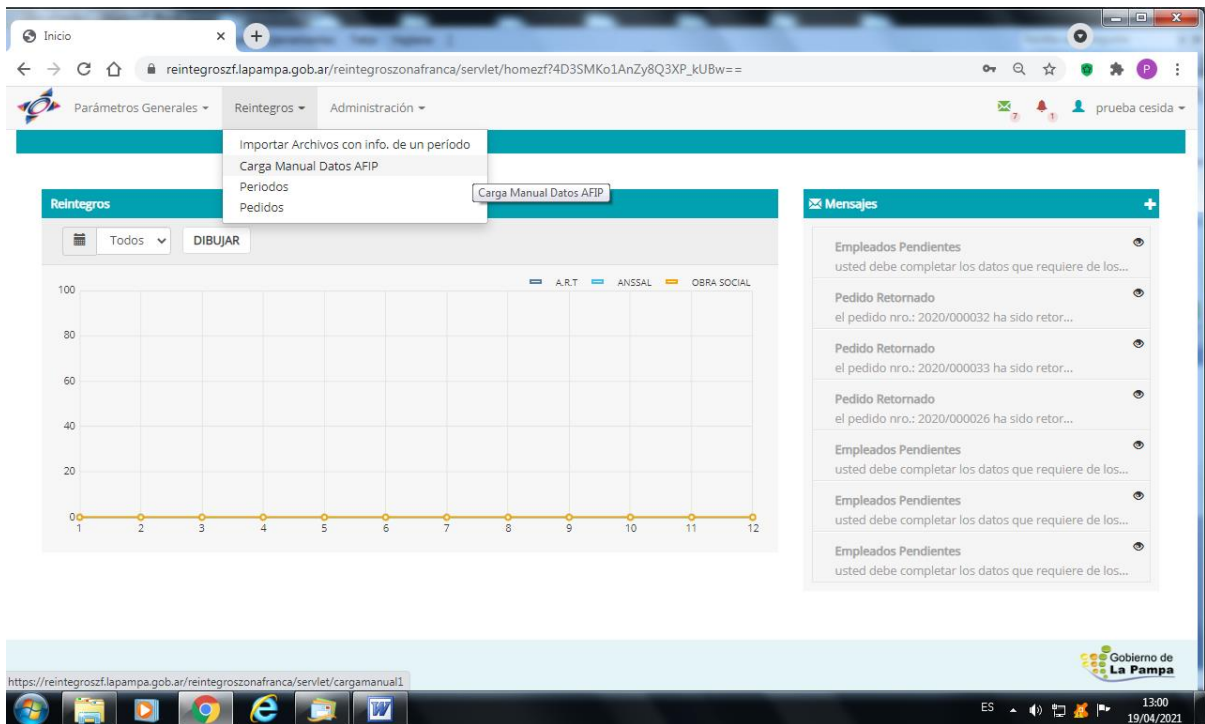 Inicio
reintegroszf.lapampa.gob.ar/reintegroszonafranca/servlet/homezf?4D3SMKo1AnZy8Q3XP_kUBw==
P
Parámetros Generales
Reintegros
Administración
7
1
prueba cesida
Importar Archivos con info. de un período
Carga Manual Datos AFIP
Periodos
Pedidos
Carga Manual Datos AFIP
Reintegros
Todos
DIBUJAR
A.R.T
ANSSAL
OBRA SOCIAL
100
80
60
40
20
0
1 2 3 4 5 6 7 8 9 10 11 12
Mensajes
Empleados Pendientes
usted debe completar los datos que requiere de los...
Pedido Retornado
el pedido nro.: 2020/000032 ha sido retor...
Pedido Retornado
el pedido nro.: 2020/000033 ha sido retor...
Pedido Retornado
el pedido nro.: 2020/000026 ha sido retor...
Empleados Pendientes
usted debe completar los datos que requiere de los...
Empleados Pendientes
usted debe completar los datos que requiere de los...
Empleados Pendientes
usted debe completar los datos que requiere de los...
Gobierno de
La Pampa
https://reintegroszf.lapampa.gob.ar/reintegroszonafranca/servlet/cargamanual1
ES
13:00
19/04/2021